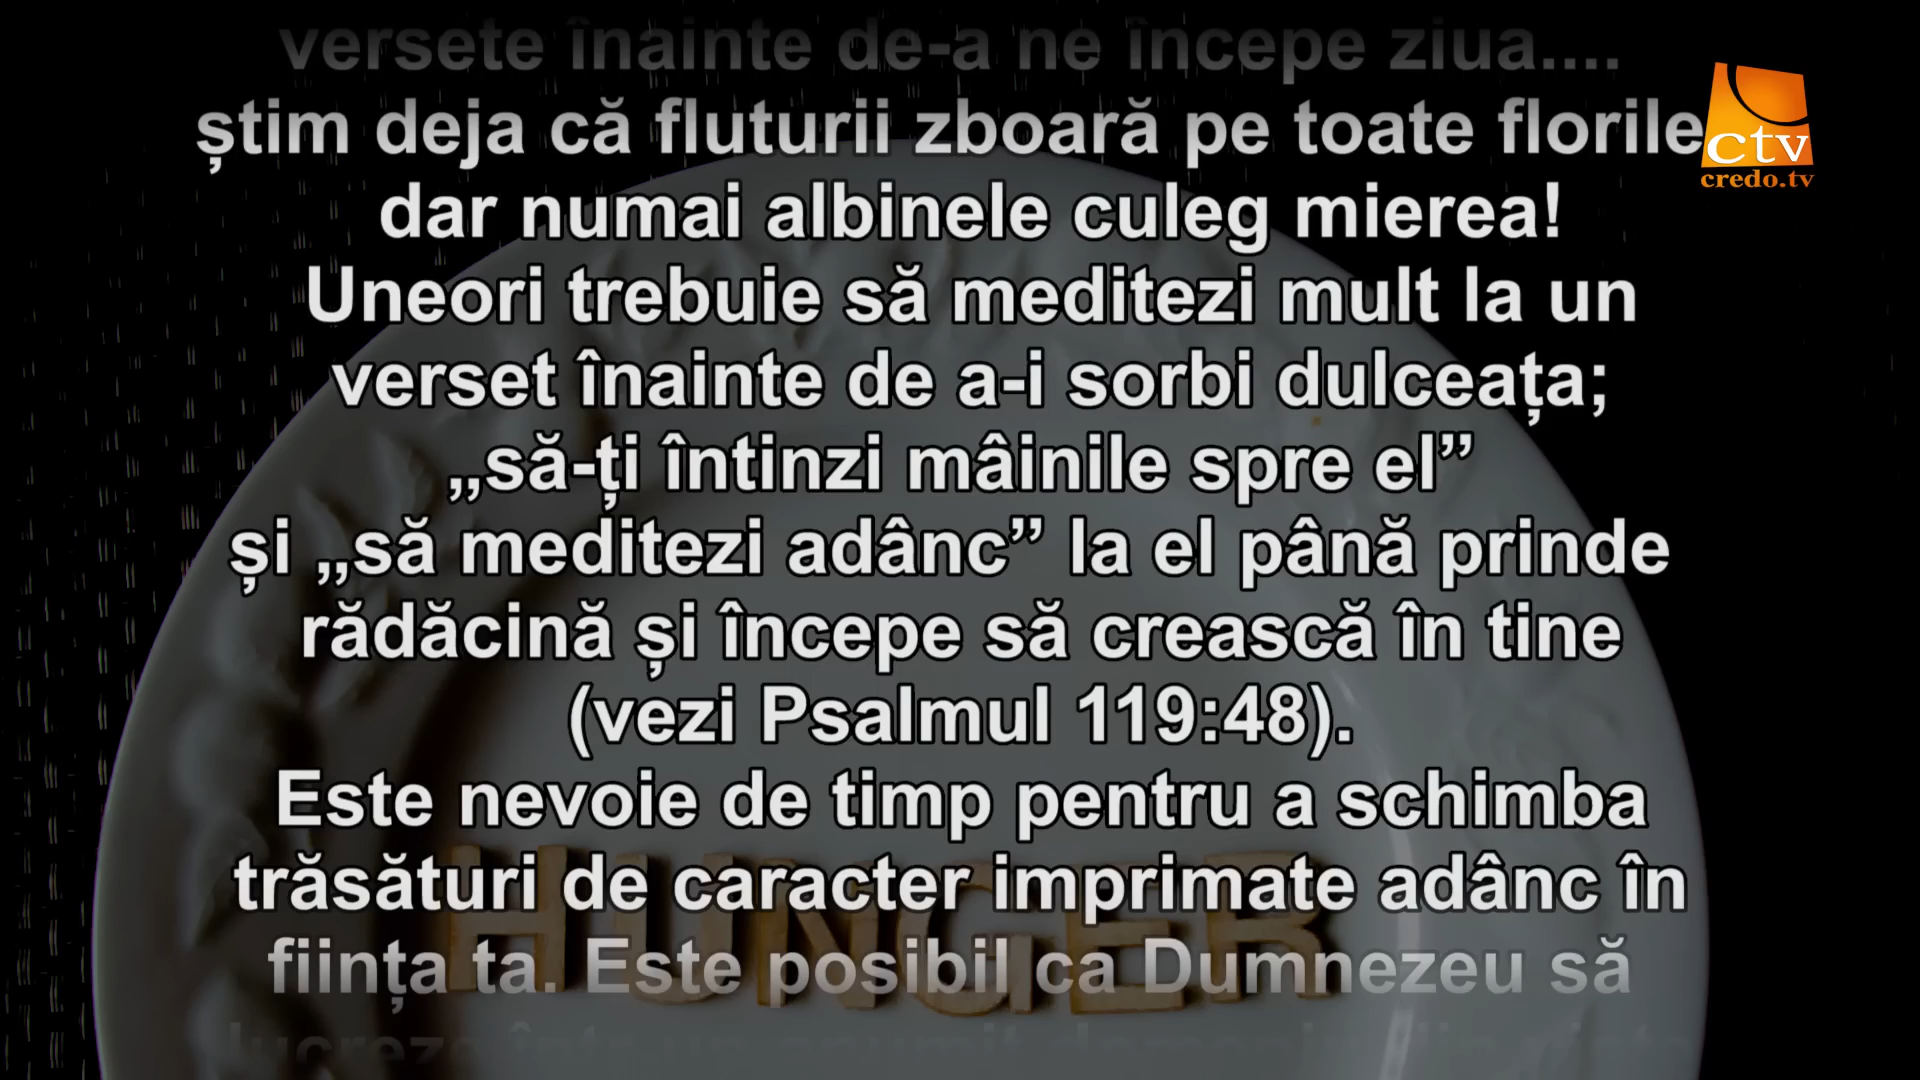 versete înainte de-a ne începe ziua....
știm deja că fluturii zboară pe toate florile
dar numai albinele culeg mierea!
Uneori trebuie să meditezi mult la un
verset înainte de a-i sorbi dulceața;
„să-ți întinzi mâinile spre el”
și „să meditezi adânc” la el până prinde
rădăcină și începe să crească în tine
(vezi Psalmul 119:48).
Este nevoie de timp pentru a schimba
trăsături de caracter imprimate adânc în
ființa ta. Este posibil ca Dumnezeu să
HUNGER
ctv
credo.tv